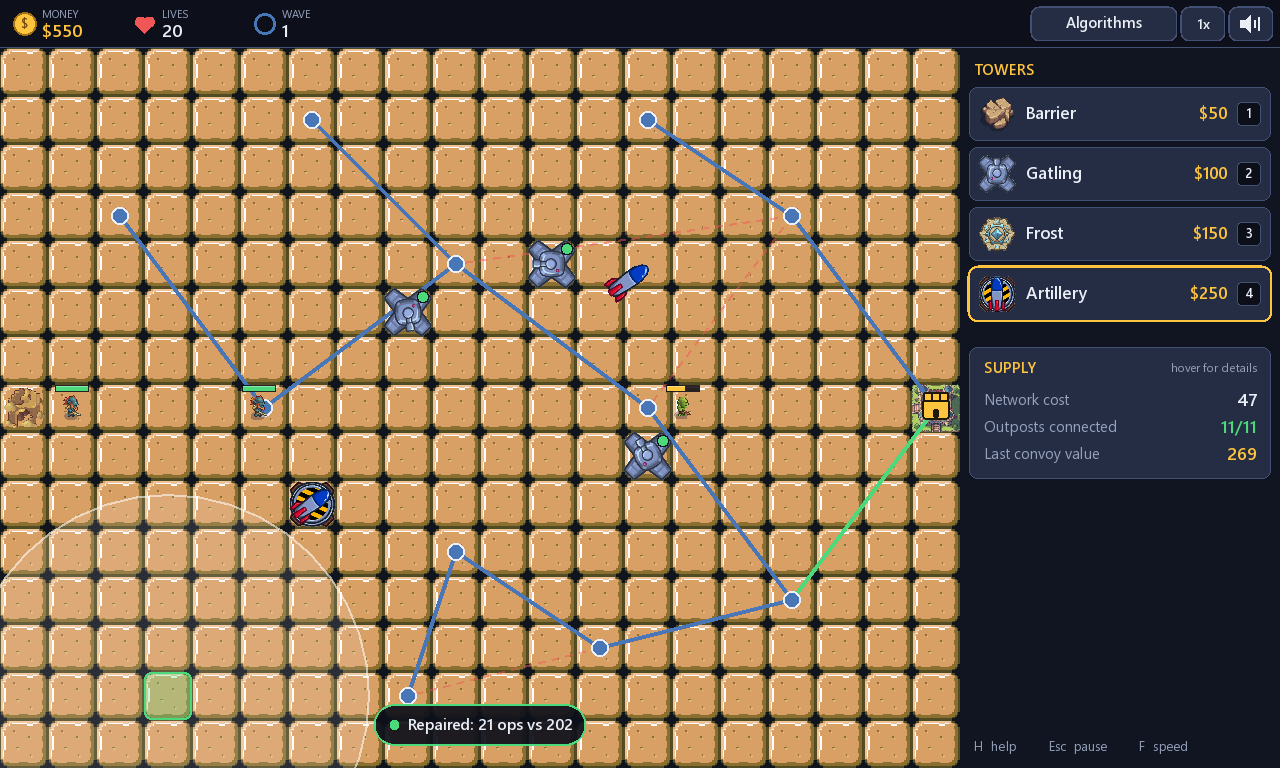 MONEY
$550
LIVES
20
WAVE
1
Algorithms
1x
TOWERS
Barrier $50 1
Gatling $100 2
Frost $150 3
Artillery $250 4
SUPPLY hover for details
Network cost 47
Outposts connected 11/11
Last convoy value 269
Repaired: 21 ops vs 202
H help Esc pause F speed